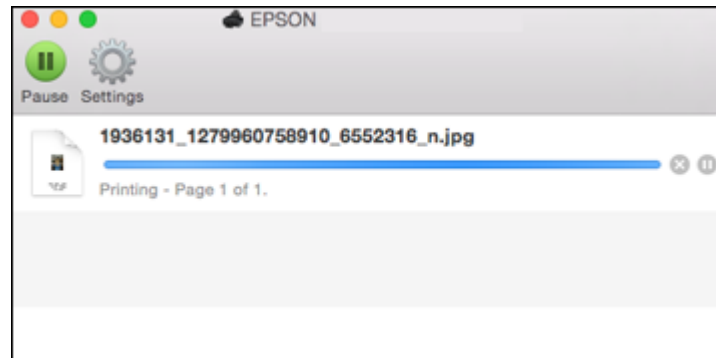 EPSON
Pause Settings
1936131_1279960758910_6552316_n.jpg
Printing - Page 1 of 1.